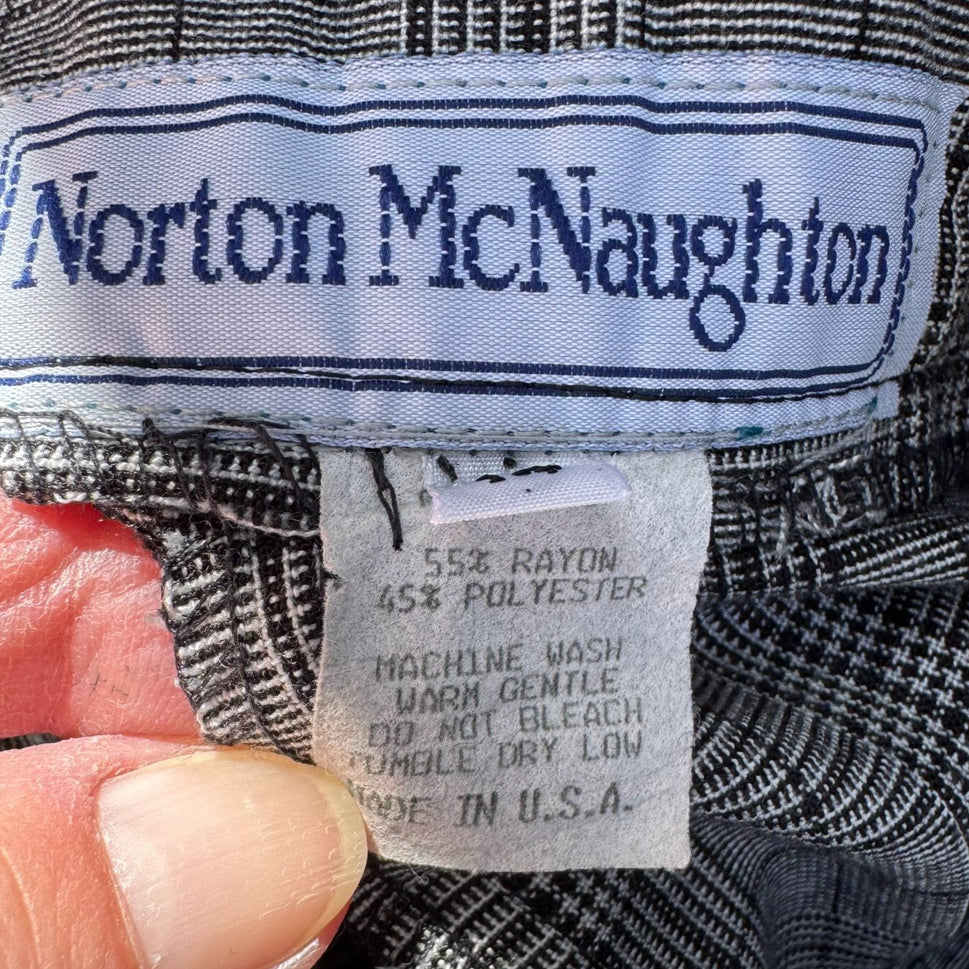 Norton McNaughton
55% RAYON
45% POLYESTER
MACHINE WASH
WARM GENTLE
DO NOT BLEACH
TUMBLE DRY LOW
MADE IN U.S.A.